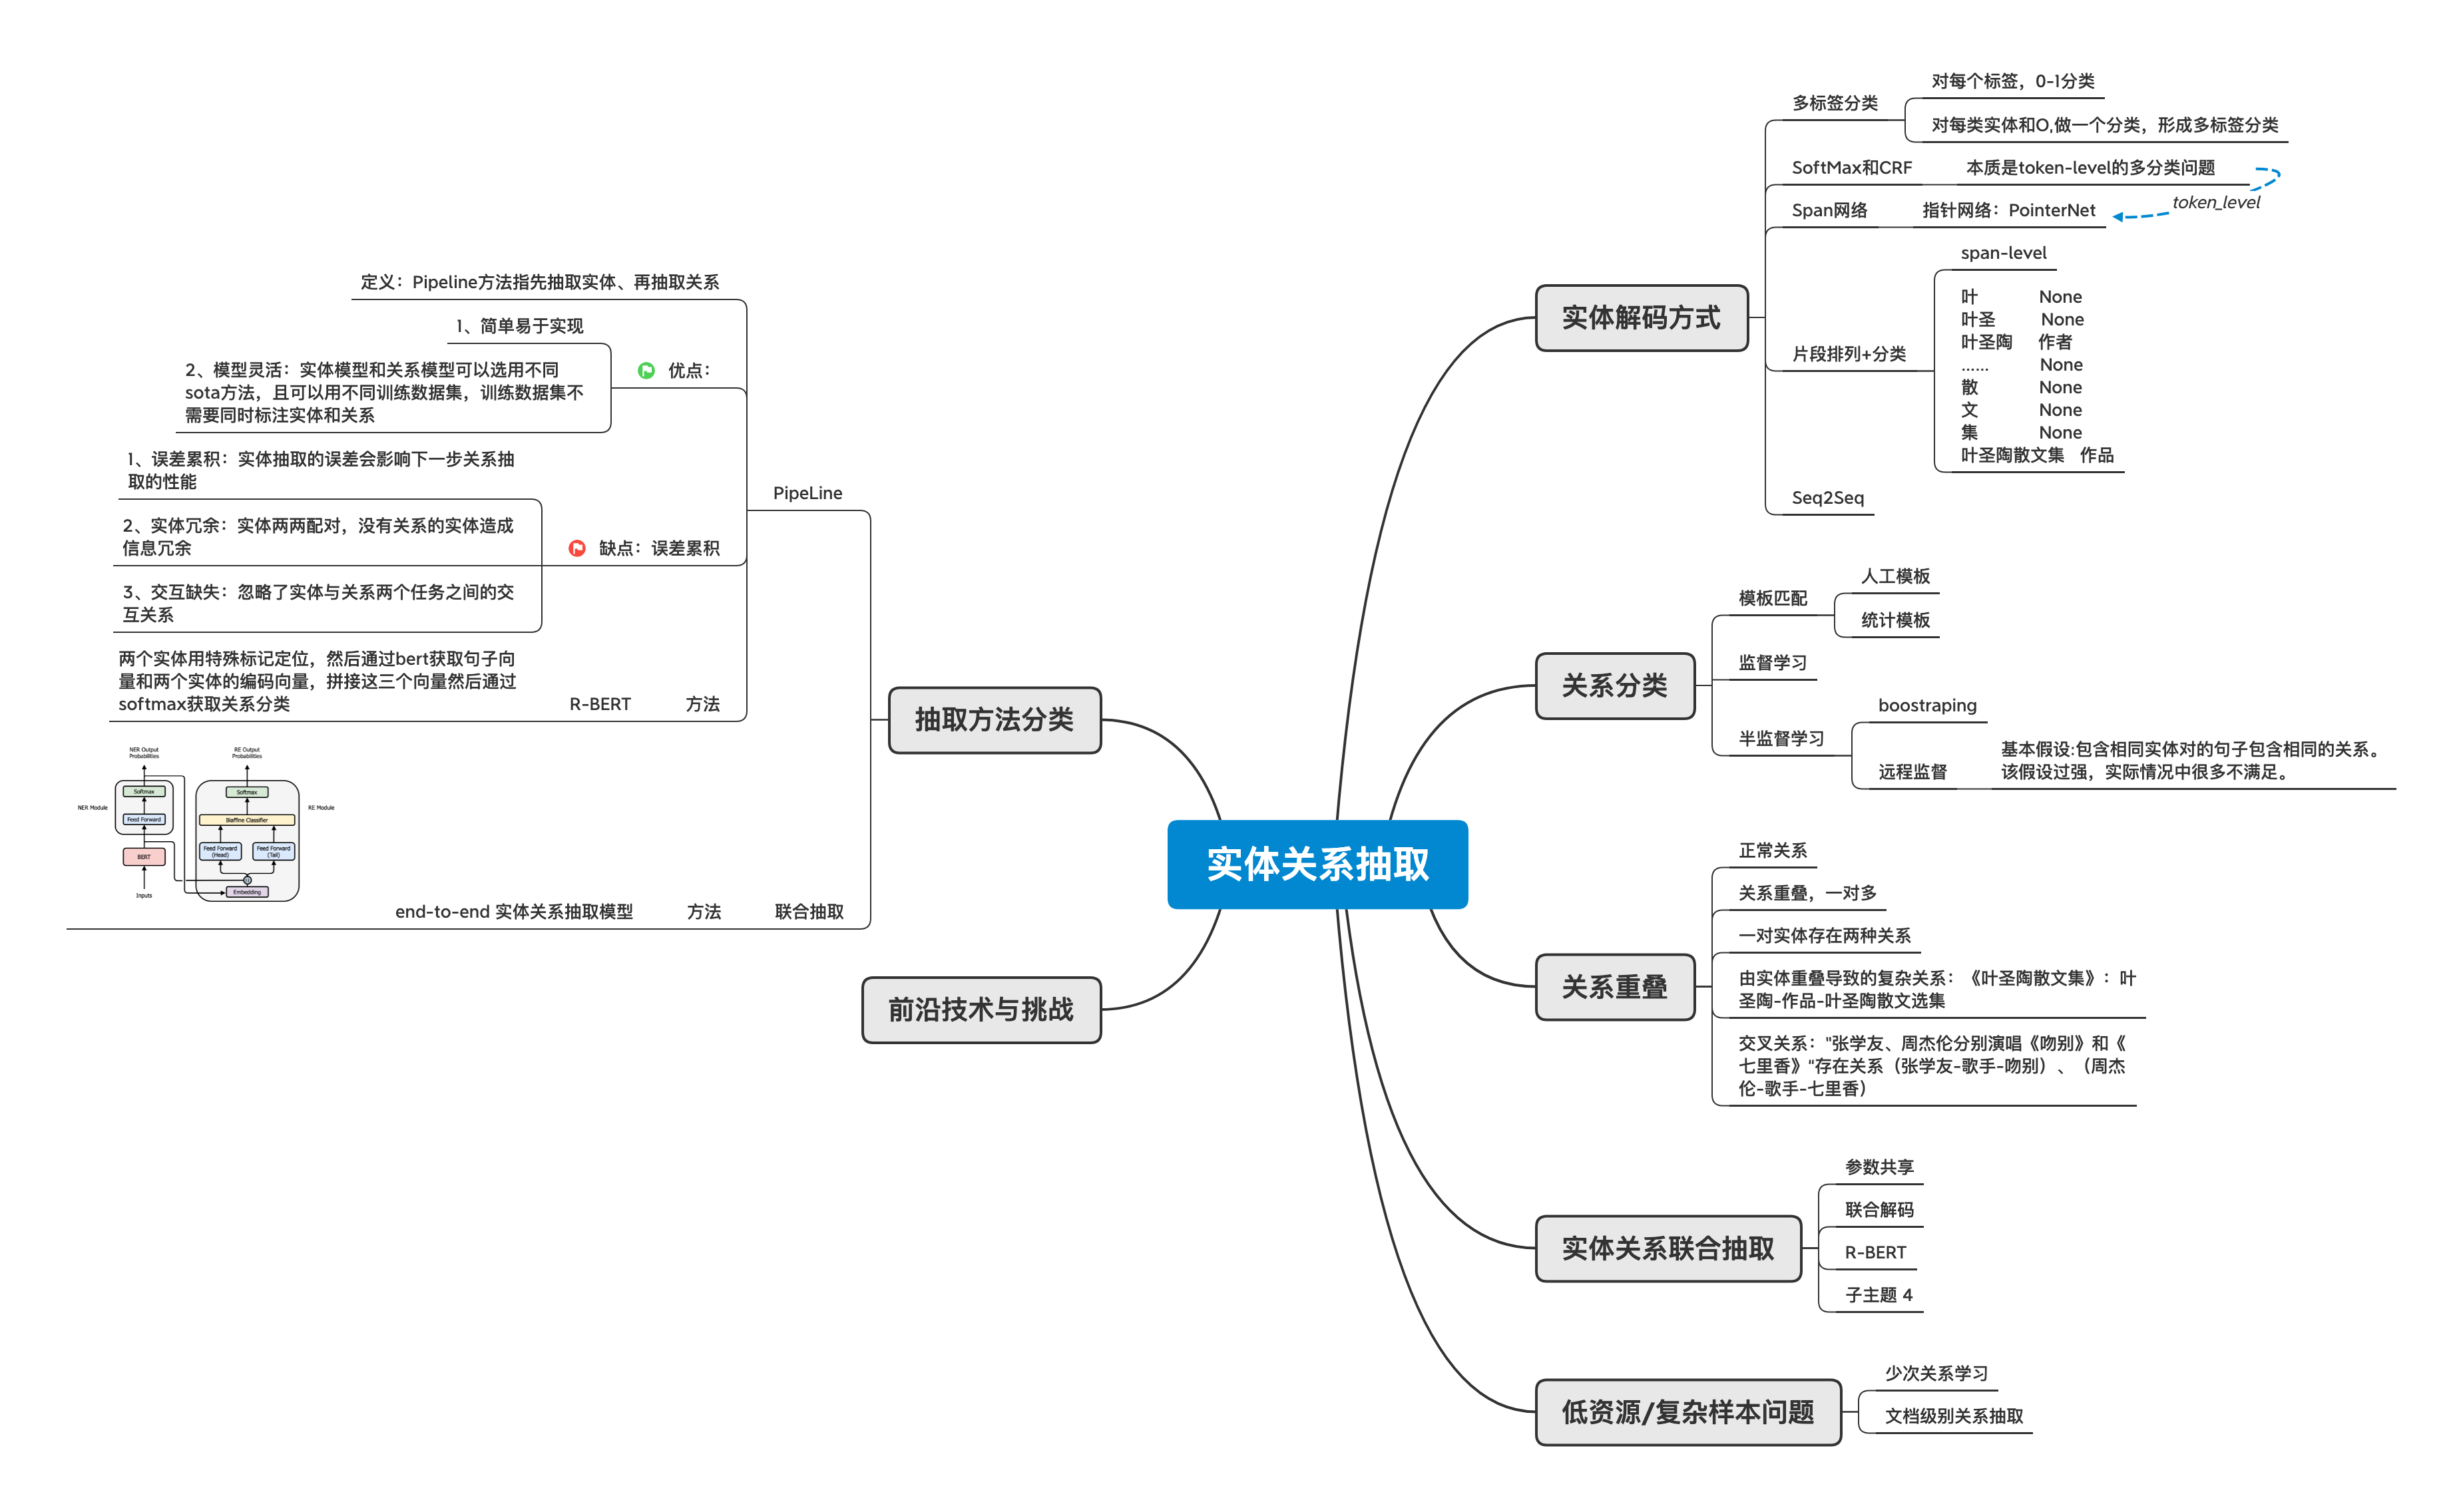 实体关系抽取
实体解码方式
多标签分类
对每个标签，0-1分类
对每类实体和O,做一个分类，形成多标签分类
SoftMax和CRF
本质是token-level的多分类问题
token_level
Span网络
指针网络：PointerNet
片段排列+分类
span-level
叶 None
叶圣 None
叶圣陶 作者
...... None
散 None
文 None
集 None
叶圣陶散文集 作品
Seq2Seq
关系分类
模板匹配
人工模板
统计模板
监督学习
半监督学习
boostraping
远程监督
基本假设:包含相同实体对的句子包含相同的关系。
该假设过强，实际情况中很多不满足。
关系重叠
正常关系
关系重叠，一对多
一对实体存在两种关系
由实体重叠导致的复杂关系：《叶圣陶散文集》：叶
圣陶-作品-叶圣陶散文选集
交叉关系："张学友、周杰伦分别演唱《吻别》和《
七里香》"存在关系（张学友-歌手-吻别）、（周杰
伦-歌手-七里香）
实体关系联合抽取
参数共享
联合解码
R-BERT
子主题 4
低资源/复杂样本问题
少次关系学习
文档级别关系抽取
抽取方法分类
PipeLine
定义：Pipeline方法指先抽取实体、再抽取关系
优点：
1、简单易于实现
2、模型灵活：实体模型和关系模型可以选用不同
sota方法，且可以用不同训练数据集，训练数据集不
需要同时标注实体和关系
缺点：误差累积
1、误差累积：实体抽取的误差会影响下一步关系抽
取的性能
2、实体冗余：实体两两配对，没有关系的实体造成
信息冗余
3、交互缺失：忽略了实体与关系两个任务之间的交
互关系
方法
R-BERT
两个实体用特殊标记定位，然后通过bert获取句子向
量和两个实体的编码向量，拼接这三个向量然后通过
softmax获取关系分类
联合抽取
方法
end-to-end 实体关系抽取模型
NER Output
Probabilities
RE Output
Probabilities
NER Module
Softmax
Feed Forward
BERT
Inputs
RE Module
Softmax
Biaffine Classifier
Feed Forward
(Head)
Feed Forward
(Tail)
Embedding
前沿技术与挑战